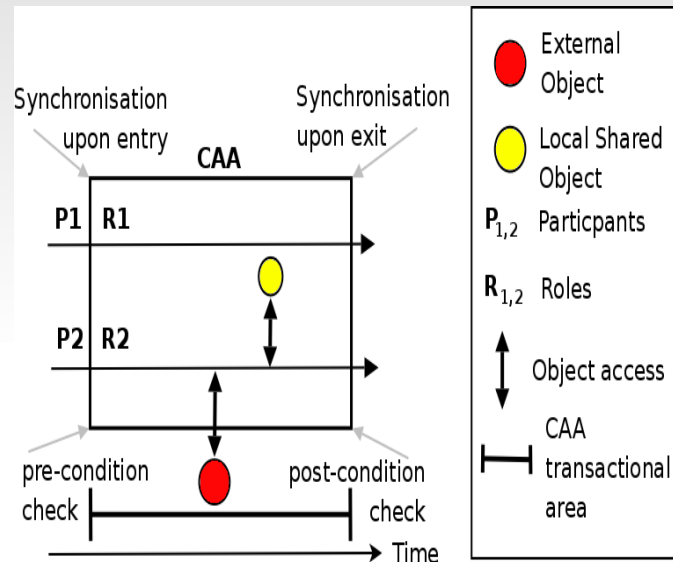 Synchronisation
upon entry
Synchronisation
upon exit
CAA
P1 R1
P2 R2
pre-condition
check
post-condition
check
Time
External
Object
Local Shared
Object
P1,2 Particpants
R1,2 Roles
Object access
CAA
transactional
area